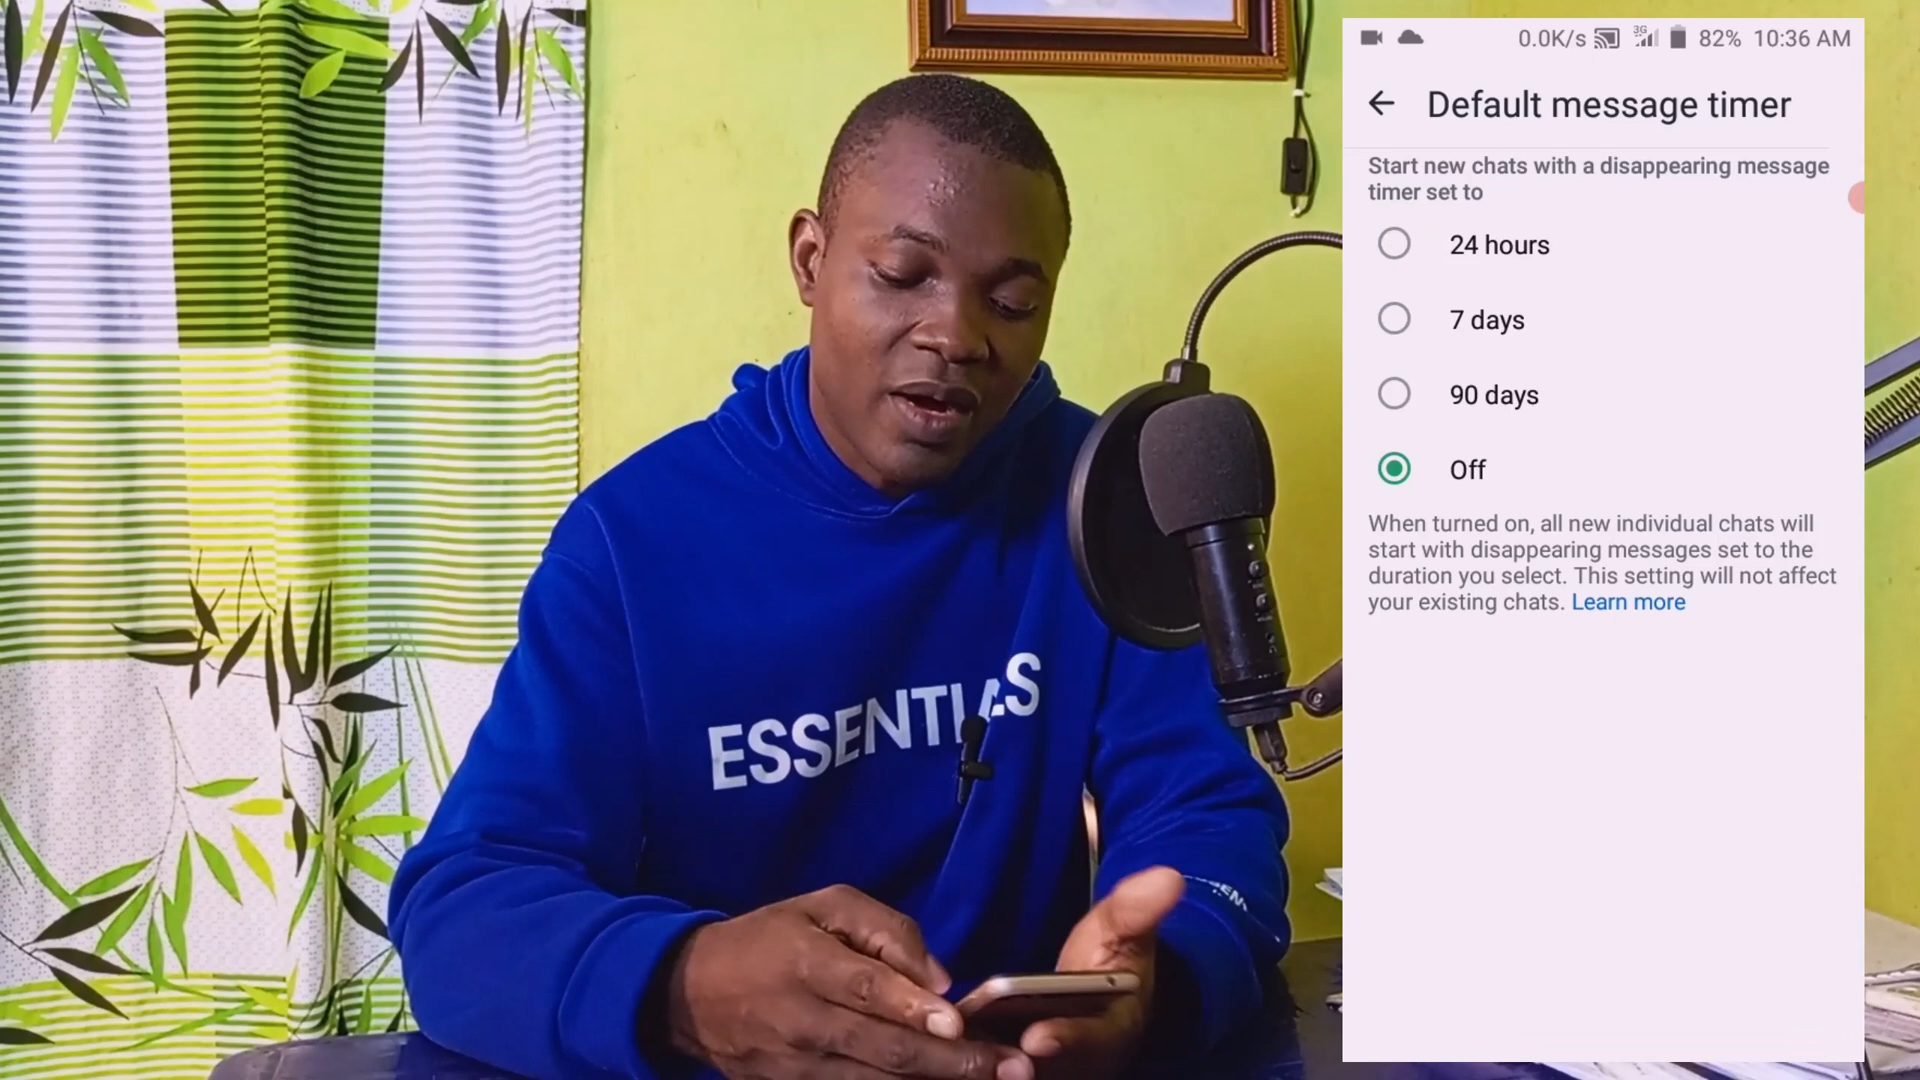 0.0K/s 3G 82% 10:36 AM
Default message timer
Start new chats with a disappearing message
timer set to
24 hours
7 days
90 days
Off
When turned on, all new individual chats will
start with disappearing messages set to the
duration you select. This setting will not affect
your existing chats. Learn more
ESSENTIALS